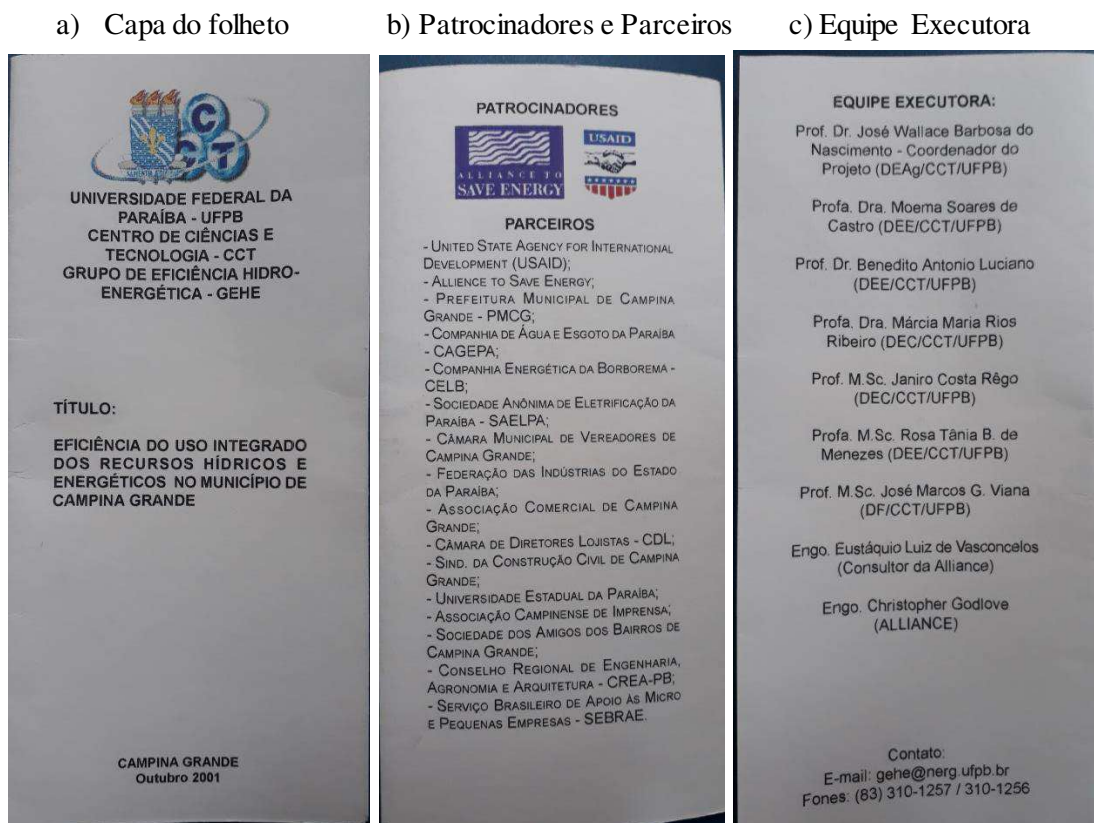 a) Capa do folheto
b) Patrocinadores e Parceiros
c) Equipe Executora
C
C
T
UNIVERSIDADE FEDERAL DA
PARAÍBA - UFPB
CENTRO DE CIÊNCIAS E
TECNOLOGIA - CCT
GRUPO DE EFICIÊNCIA HIDRO-
ENERGÉTICA - GEHE
TÍTULO:
EFICIÊNCIA DO USO INTEGRADO
DOS RECURSOS HÍDRICOS E
ENERGÉTICOS NO MUNICÍPIO DE
CAMPINA GRANDE
CAMPINA GRANDE
Outubro 2001
PATROCINADORES
ALLIANCE TO
SAVE ENERGY
USAID
PARCEIROS
- UNITED STATE AGENCY FOR INTERNATIONAL
DEVELOPMENT (USAID);
- ALLIENCE TO SAVE ENERGY;
- PREFEITURA MUNICIPAL DE CAMPINA
GRANDE - PMCG;
- COMPANHIA DE ÁGUA E ESGOTO DA PARAÍBA
- CAGEPA;
- COMPANHIA ENERGÉTICA DA BORBOREMA -
CELB;
- SOCIEDADE ANÔNIMA DE ELETRIFICAÇÃO DA
PARAÍBA - SAELPA;
- CÂMARA MUNICIPAL DE VEREADORES DE
CAMPINA GRANDE;
- FEDERAÇÃO DAS INDÚSTRIAS DO ESTADO
DA PARAÍBA;
- ASSOCIAÇÃO COMERCIAL DE CAMPINA
GRANDE;
- CÂMARA DE DIRETORES LOJISTAS - CDL;
- SIND. DA CONSTRUÇÃO CIVIL DE CAMPINA
GRANDE;
- UNIVERSIDADE ESTADUAL DA PARAÍBA;
- ASSOCIAÇÃO CAMPINENSE DE IMPRENSA;
- SOCIEDADE DOS AMIGOS DOS BAIRROS DE
CAMPINA GRANDE;
- CONSELHO REGIONAL DE ENGENHARIA,
AGRONOMIA E ARQUITETURA - CREA-PB;
- SERVIÇO BRASILEIRO DE APOIO ÀS MICRO
E PEQUENAS EMPRESAS - SEBRAE.
EQUIPE EXECUTORA:
Prof. Dr. José Wallace Barbosa do
Nascimento - Coordenador do
Projeto (DEAg/CCT/UFPB)
Profa. Dra. Moema Soares de
Castro (DEE/CCT/UFPB)
Prof. Dr. Benedito Antonio Luciano
(DEE/CCT/UFPB)
Profa. Dra. Márcia Maria Rios
Ribeiro (DEC/CCT/UFPB)
Prof. M.Sc. Janiro Costa Rêgo
(DEC/CCT/UFPB)
Profa. M.Sc. Rosa Tânia B. de
Menezes (DEE/CCT/UFPB)
Prof. M.Sc. José Marcos G. Viana
(DF/CCT/UFPB)
Engo. Eustáquio Luiz de Vasconcelos
(Consultor da Alliance)
Engo. Christopher Godlove
(ALLIANCE)
Contato:
E-mail: gehe@nerg.ufpb.br
Fones: (83) 310-1257 / 310-1256